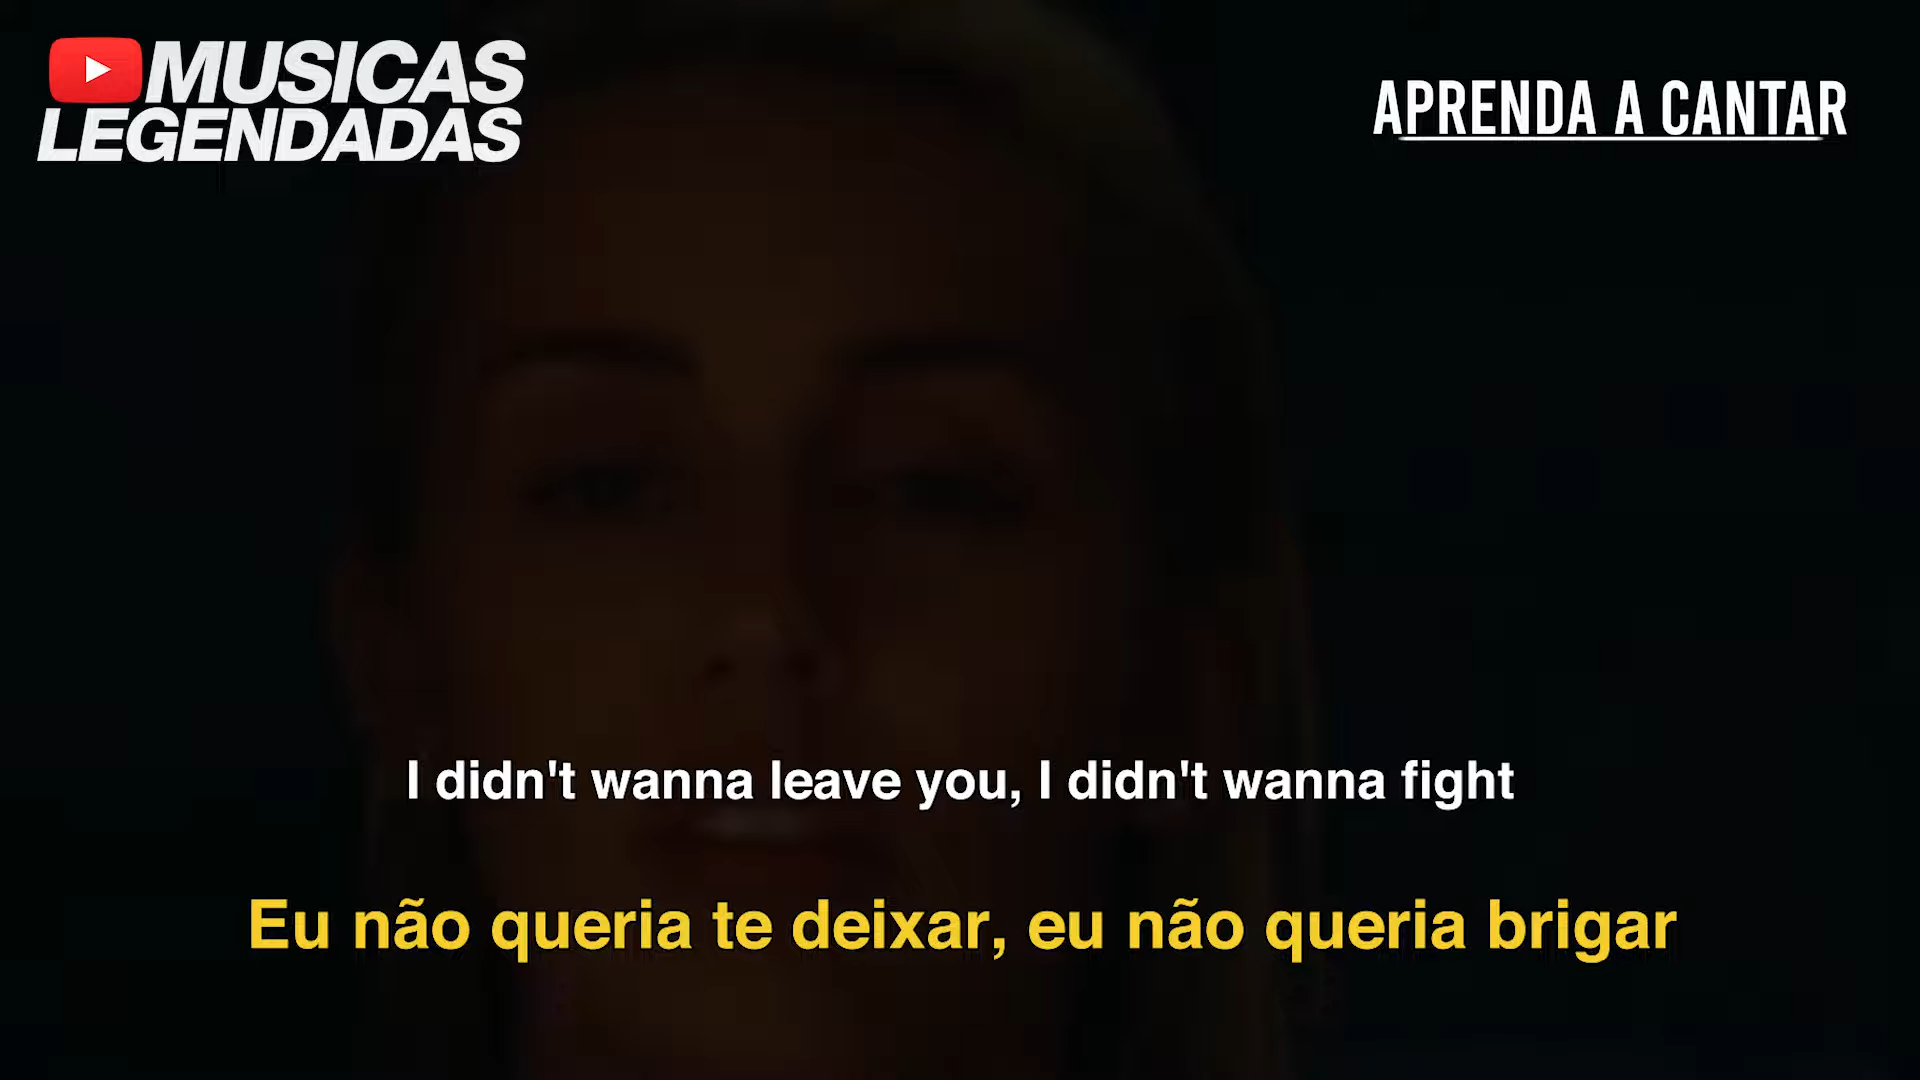 MUSICAS
LEGENDADAS
APRENDA A CANTAR
I didn't wanna leave you, I didn't wanna fight
Eu não queria te deixar, eu não queria brigar